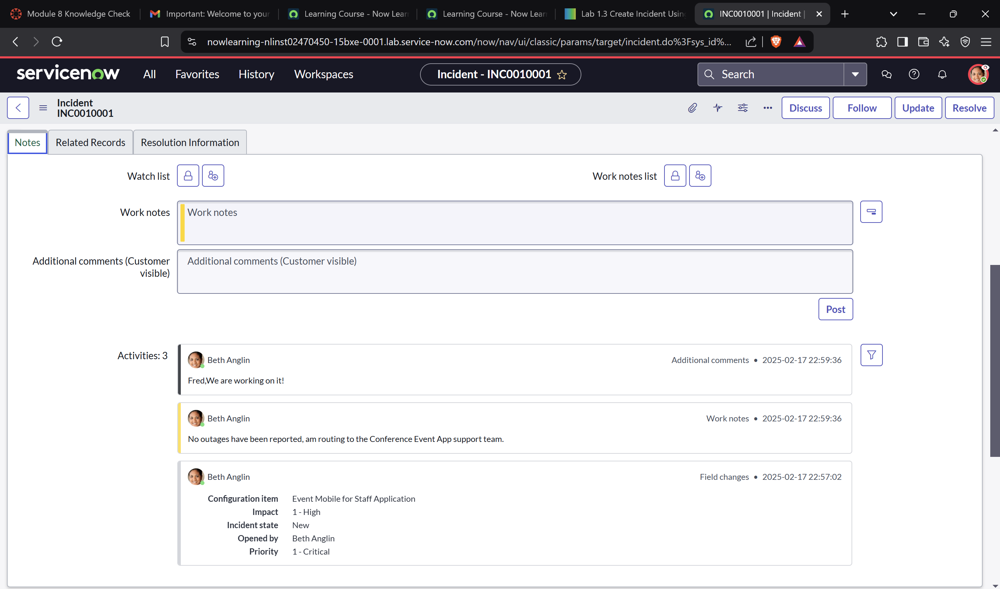 Module 8 Knowledge Check
Important: Welcome to your
Learning Course - Now Lear
Learning Course - Now Lear
Lab 1.3 Create Incident Usin
INC0010001 | Incident |
nowlearning-nlinst02470450-15bxe-0001.lab.service-now.com/now/nav/ui/classic/params/target/incident.do%3Fsys_id%...
servicenow
All
Favorites
History
Workspaces
Incident - INC0010001
Search
Incident
INC0010001
Discuss
Follow
Update
Resolve
Notes
Related Records
Resolution Information
Watch list
Work notes list
Work notes
Work notes
Additional comments (Customer
visible)
Additional comments (Customer visible)
Post
Activities: 3
Beth Anglin
Additional comments • 2025-02-17 22:59:36
Fred,We are working on it!
Beth Anglin
Work notes • 2025-02-17 22:59:36
No outages have been reported, am routing to the Conference Event App support team.
Beth Anglin
Field changes • 2025-02-17 22:57:02
Configuration item Event Mobile for Staff Application
Impact 1 - High
Incident state New
Opened by Beth Anglin
Priority 1 - Critical